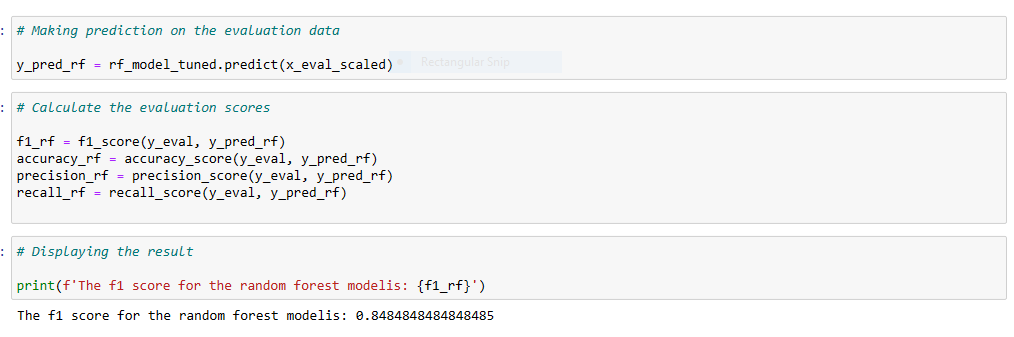 : # Making prediction on the evaluation data
y_pred_rf = rf_model_tuned.predict(x_eval_scaled)
Rectangular Snip
: # Calculate the evaluation scores
f1_rf = f1_score(y_eval, y_pred_rf)
accuracy_rf = accuracy_score(y_eval, y_pred_rf)
precision_rf = precision_score(y_eval, y_pred_rf)
recall_rf = recall_score(y_eval, y_pred_rf)
: # Displaying the result
print(f'The f1 score for the random forest modelis: {f1_rf}')
The f1 score for the random forest modelis: 0.8484848484848485